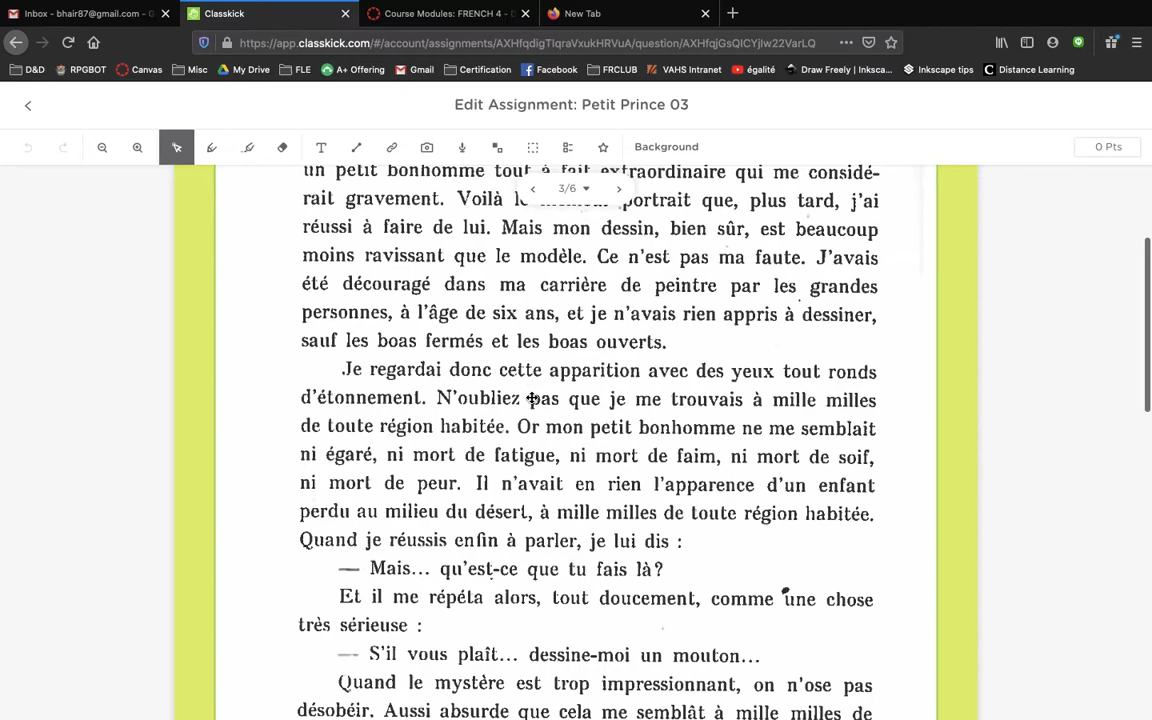 Inbox - bhair87@gmail.com -
Classkick
Course Modules: FRENCH 4 -
New Tab
https://app.classkick.com/#/account/assignments/AXHfqdigTIqraVxukHRVuA/question/AXHfqjGsQICYjIw22VarLQ
D&D RPGBOT Canvas Misc My Drive FLE A+ Offering Gmail Certification Facebook FRCLUB VAHS Intranet égalité Draw Freely | Inksca... Inkscape tips Distance Learning
Edit Assignment: Petit Prince 03
Background
0 Pts
3/6
un petit bonhomme tout à fait extraordinaire qui me considé-
rait gravement. Voilà portrait que, plus tard, j'ai
réussi à faire de lui. Mais mon dessin, bien sûr, est beaucoup
moins ravissant que le modèle. Ce n'est pas ma faute. J'avais
été découragé dans ma carrière de peintre par les grandes
personnes, à l'âge de six ans, et je n'avais rien appris à dessiner,
sauf les boas fermés et les boas ouverts.
Je regardai donc cette apparition avec des yeux tout ronds
d'étonnement. N'oubliez pas que je me trouvais à mille milles
de toute région habitée. Or mon petit bonhomme ne me semblait
ni égaré, ni mort de fatigue, ni mort de faim, ni mort de soif,
ni mort de peur. Il n'avait en rien l'apparence d'un enfant
perdu au milieu du désert, à mille milles de toute région habitée.
Quand je réussis enfin à parler, je lui dis :
— Mais... qu'est-ce que tu fais là?
Et il me répéta alors, tout doucement, comme une chose
très sérieuse :
— S'il vous plaît... dessine-moi un mouton...
Quand le mystère est trop impressionnant, on n'ose pas
désobéir. Aussi absurde que cela me semblât à mille milles de